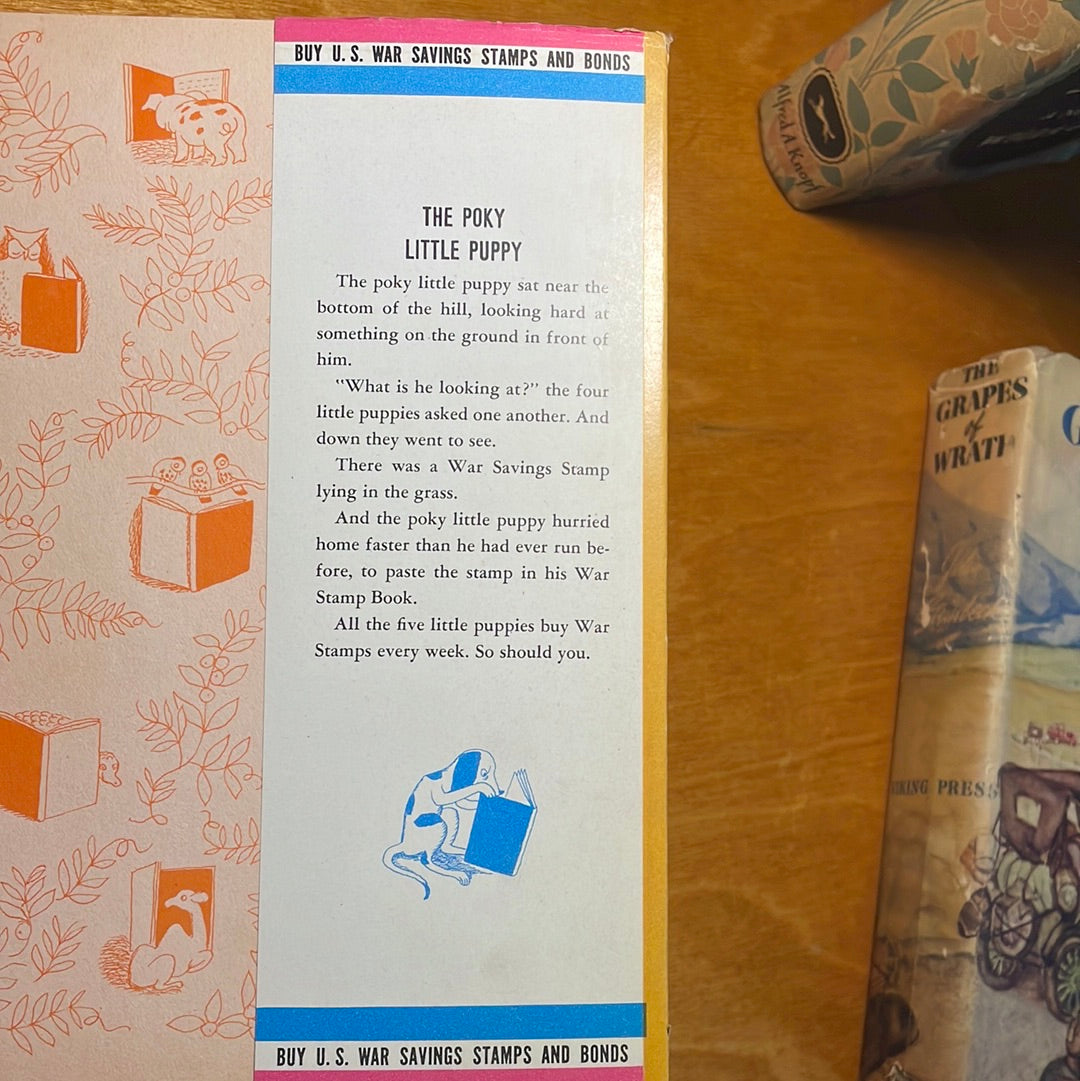 BUY U.S. WAR SAVINGS STAMPS AND BONDS
THE POKY
LITTLE PUPPY
The poky little puppy sat near the
bottom of the hill, looking hard at
something on the ground in front of
him.
"What is he looking at?" the four
little puppies asked one another. And
down they went to see.
There was a War Savings Stamp
lying in the grass.
And the poky little puppy hurried
home faster than he had ever run be-
fore, to paste the stamp in his War
Stamp Book.
All the five little puppies buy War
Stamps every week. So should you.
BUY U.S. WAR SAVINGS STAMPS AND BONDS
Alfred A Knopf
THE
GRAPES
of
WRATH
VIKING PRESS
G